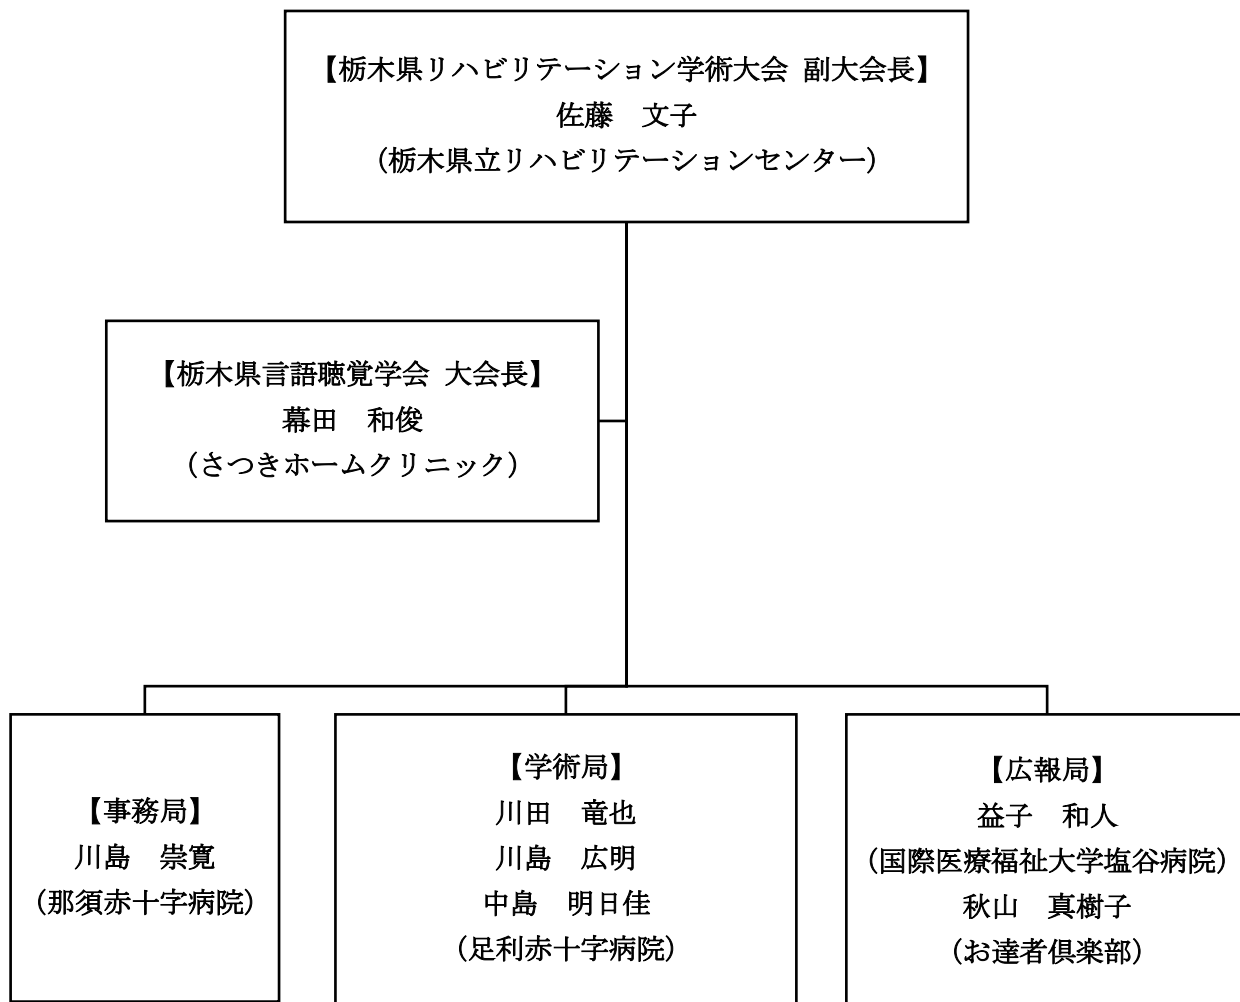 【栃木県リハビリテーション学術大会 副大会長】
佐藤　文子
（栃木県立リハビリテーションセンター）
【栃木県言語聴覚学会 大会長】
幕田　和俊
（さつきホームクリニック）
【事務局】
川島　崇寛
（那須赤十字病院）
【学術局】
川田　竜也
川島　広明
中島　明日佳
（足利赤十字病院）
【広報局】
益子　和人
（国際医療福祉大学塩谷病院）
秋山　真樹子
（お達者倶楽部）